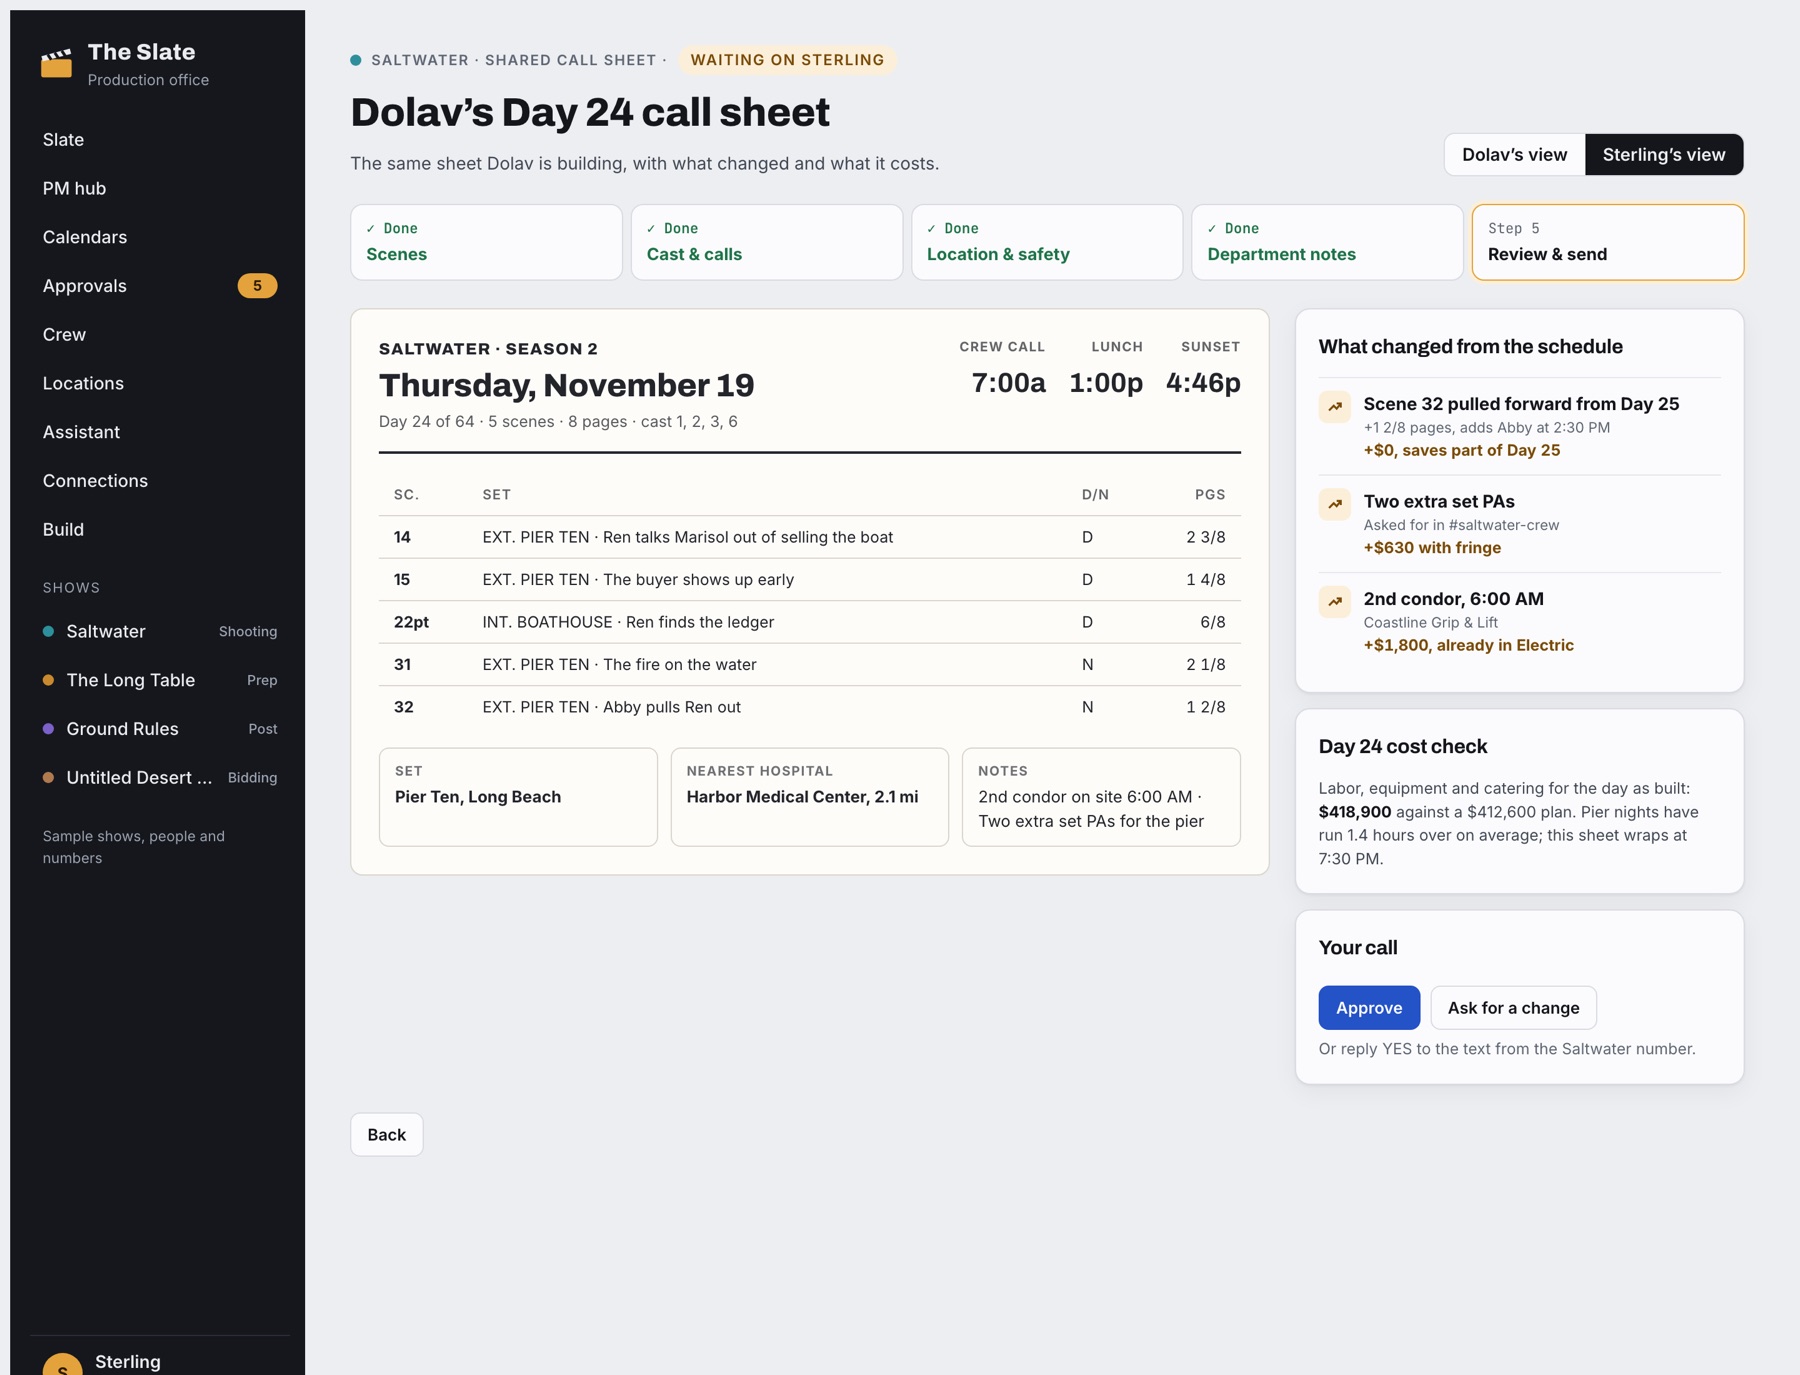 The Slate
Production office
Slate
PM hub
Calendars
Approvals 5
Crew
Locations
Assistant
Connections
Build
SHOWS
Saltwater Shooting
The Long Table Prep
Ground Rules Post
Untitled Desert ... Bidding
Sample shows, people and
numbers
S
Sterling
SALTWATER · SHARED CALL SHEET · WAITING ON STERLING
Dolav’s Day 24 call sheet
The same sheet Dolav is building, with what changed and what it costs.
Dolav’s view Sterling’s view
✓ Done
Scenes
✓ Done
Cast & calls
✓ Done
Location & safety
✓ Done
Department notes
Step 5
Review & send
SALTWATER · SEASON 2
Thursday, November 19
Day 24 of 64 · 5 scenes · 8 pages · cast 1, 2, 3, 6
CREW CALL LUNCH SUNSET
7:00a 1:00p 4:46p
SC. SET D/N PGS
14 EXT. PIER TEN · Ren talks Marisol out of selling the boat D 2 3/8
15 EXT. PIER TEN · The buyer shows up early D 1 4/8
22pt INT. BOATHOUSE · Ren finds the ledger D 6/8
31 EXT. PIER TEN · The fire on the water N 2 1/8
32 EXT. PIER TEN · Abby pulls Ren out N 1 2/8
SET
Pier Ten, Long Beach
NEAREST HOSPITAL
Harbor Medical Center, 2.1 mi
NOTES
2nd condor on site 6:00 AM ·
Two extra set PAs for the pier
What changed from the schedule
Scene 32 pulled forward from Day 25
+1 2/8 pages, adds Abby at 2:30 PM
+$0, saves part of Day 25
Two extra set PAs
Asked for in #saltwater-crew
+$630 with fringe
2nd condor, 6:00 AM
Coastline Grip & Lift
+$1,800, already in Electric
Day 24 cost check
Labor, equipment and catering for the day as built:
$418,900 against a $412,600 plan. Pier nights have
run 1.4 hours over on average; this sheet wraps at
7:30 PM.
Your call
Approve Ask for a change
Or reply YES to the text from the Saltwater number.
Back